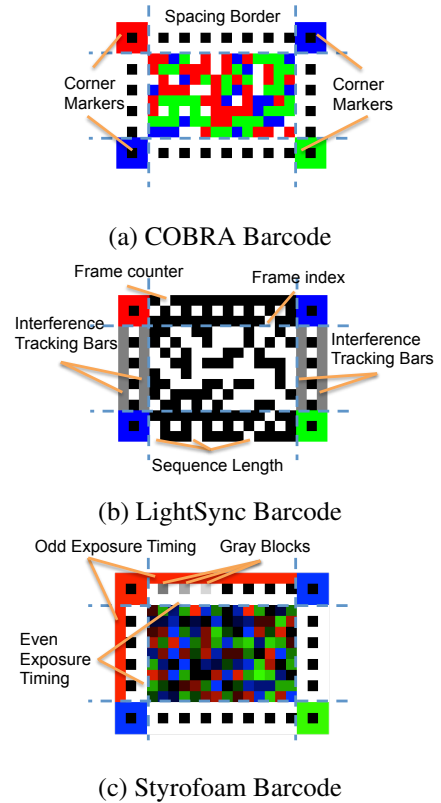 Spacing Border
Corner
Markers
Corner
Markers
(a) COBRA Barcode
Frame counter
Frame index
Interference
Tracking Bars
Interference
Tracking Bars
Sequence Length
(b) LightSync Barcode
Odd Exposure Timing
Gray Blocks
Even
Exposure
Timing
(c) Styrofoam Barcode